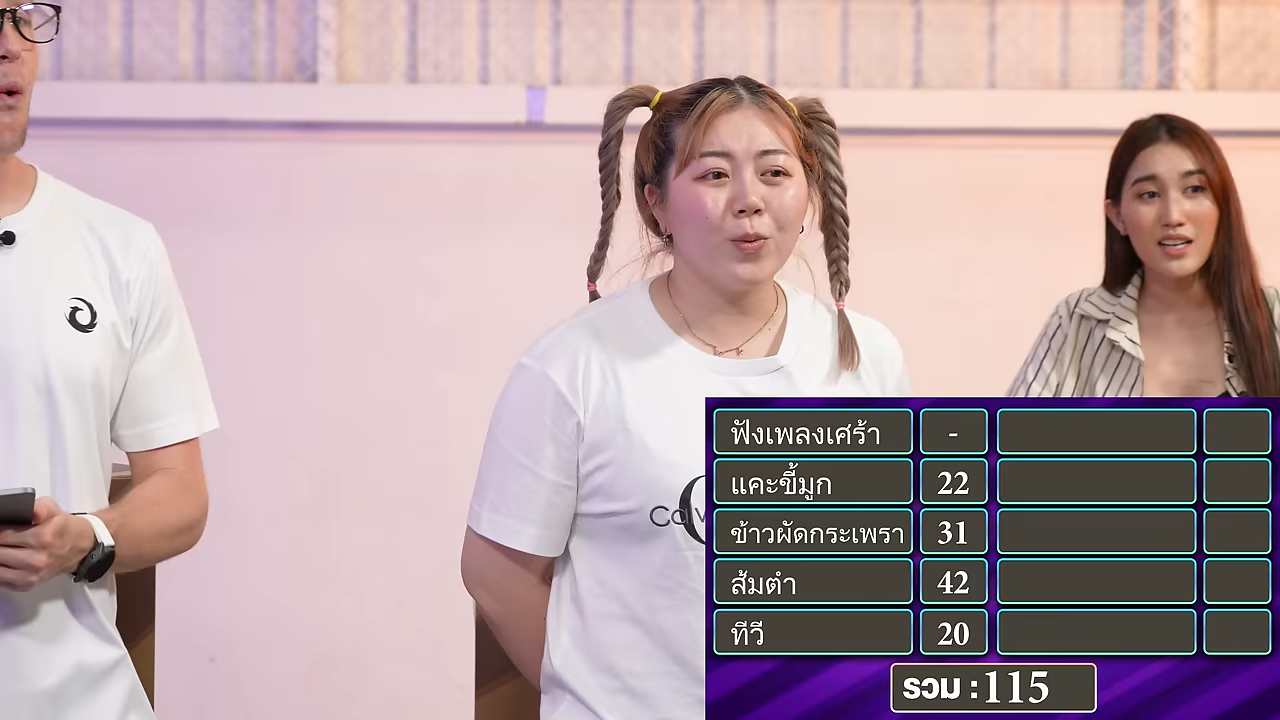 ฟังเพลงเศร้า -
แคะขี้มูก 22
ข้าวผัดกระเพรา 31
ส้มตำ 42
ทีวี 20
รวม : 115